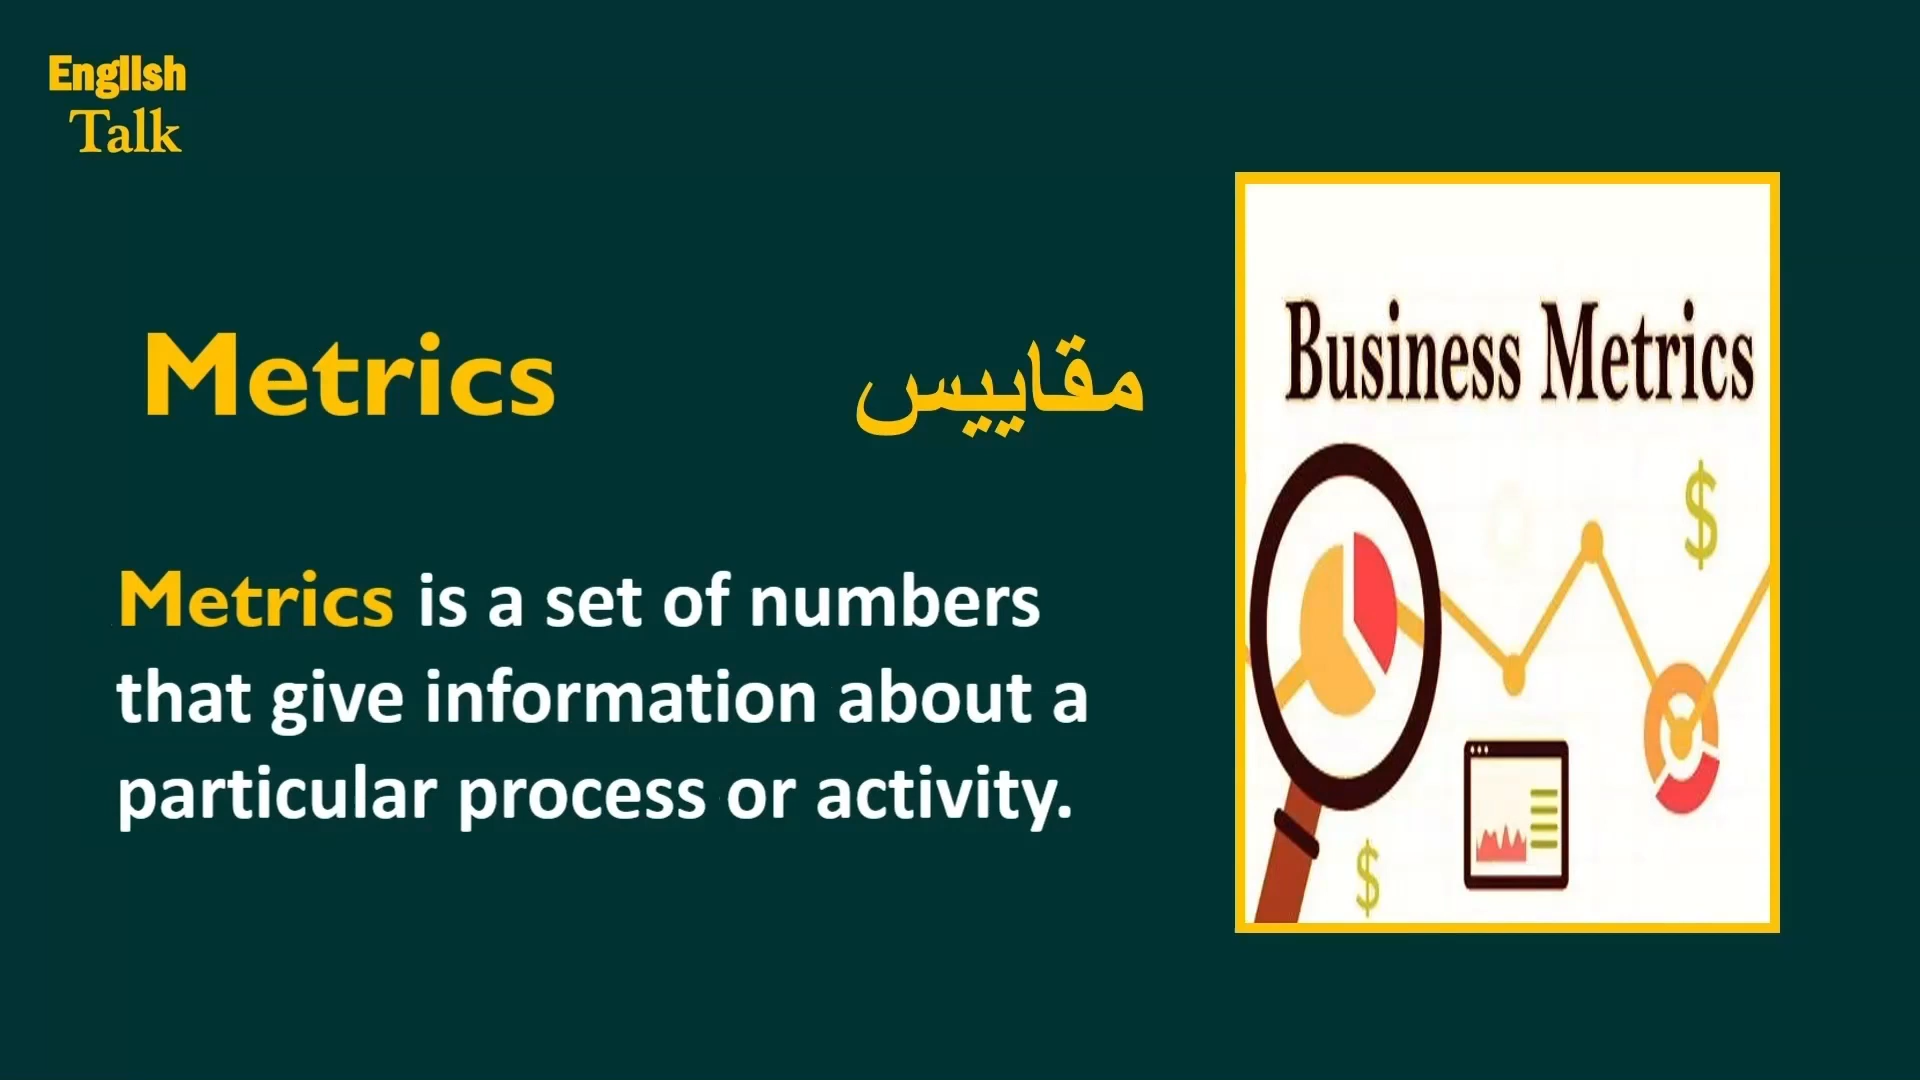 English
Talk
Metrics
مقاييس
Metrics is a set of numbers
that give information about a
particular process or activity.
Business Metrics
$
$